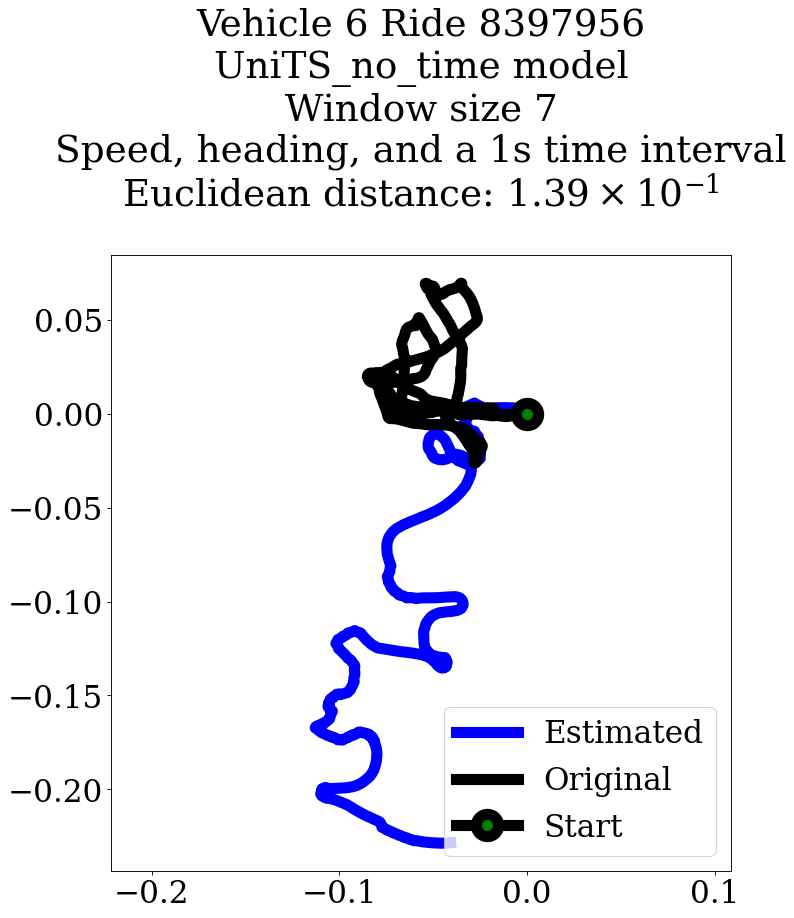 Vehicle 6 Ride 8397956
UniTS_no_time model
Window size 7
Speed, heading, and a 1s time interval
Euclidean distance: $1.39 \times 10^{-1}$
0.05
0.00
−0.05
−0.10
−0.15
−0.20
Estimated
Original
Start
−0.2
−0.1
0.0
0.1